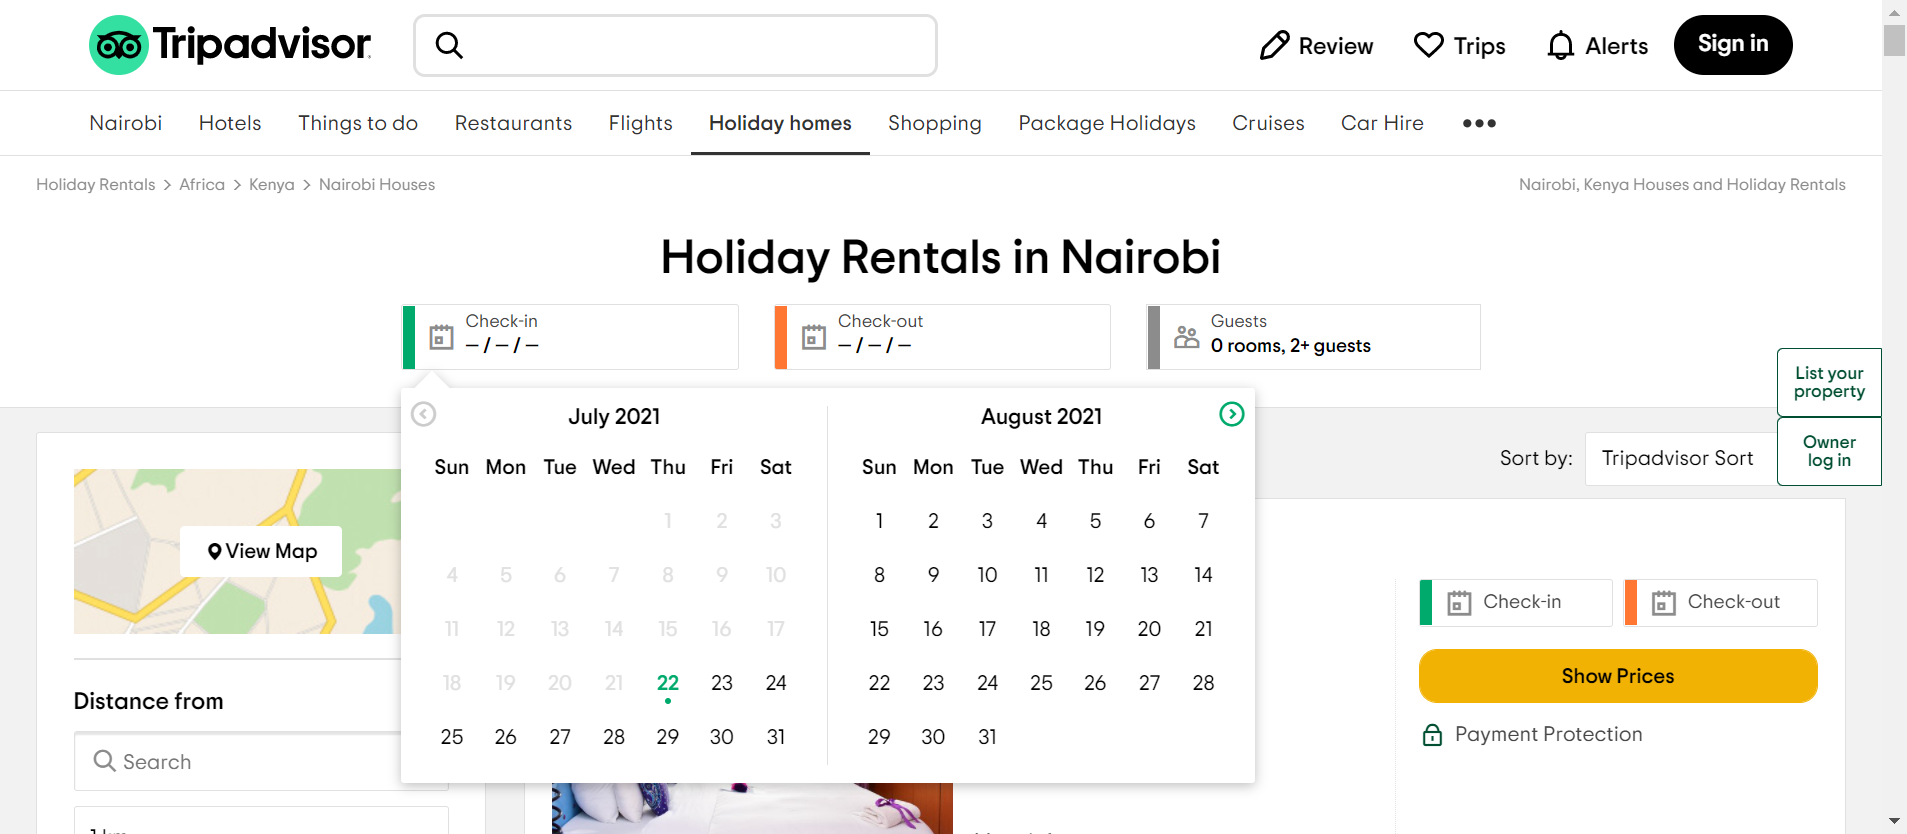 Tripadvisor
Review
Trips
Alerts
Sign in
Nairobi
Hotels
Things to do
Restaurants
Flights
Holiday homes
Shopping
Package Holidays
Cruises
Car Hire
Holiday Rentals > Africa > Kenya > Nairobi Houses
Nairobi, Kenya Houses and Holiday Rentals
Holiday Rentals in Nairobi
Check-in
– / – / –
Check-out
– / – / –
Guests
0 rooms, 2+ guests
List your
property
Owner
log in
July 2021
Sun Mon Tue Wed Thu Fri Sat
1 2 3
4 5 6 7 8 9 10
11 12 13 14 15 16 17
18 19 20 21 22 23 24
25 26 27 28 29 30 31
August 2021
Sun Mon Tue Wed Thu Fri Sat
1 2 3 4 5 6 7
8 9 10 11 12 13 14
15 16 17 18 19 20 21
22 23 24 25 26 27 28
29 30 31
Sort by:
Tripadvisor Sort
View Map
Distance from
Search
Check-in
Check-out
Show Prices
Payment Protection